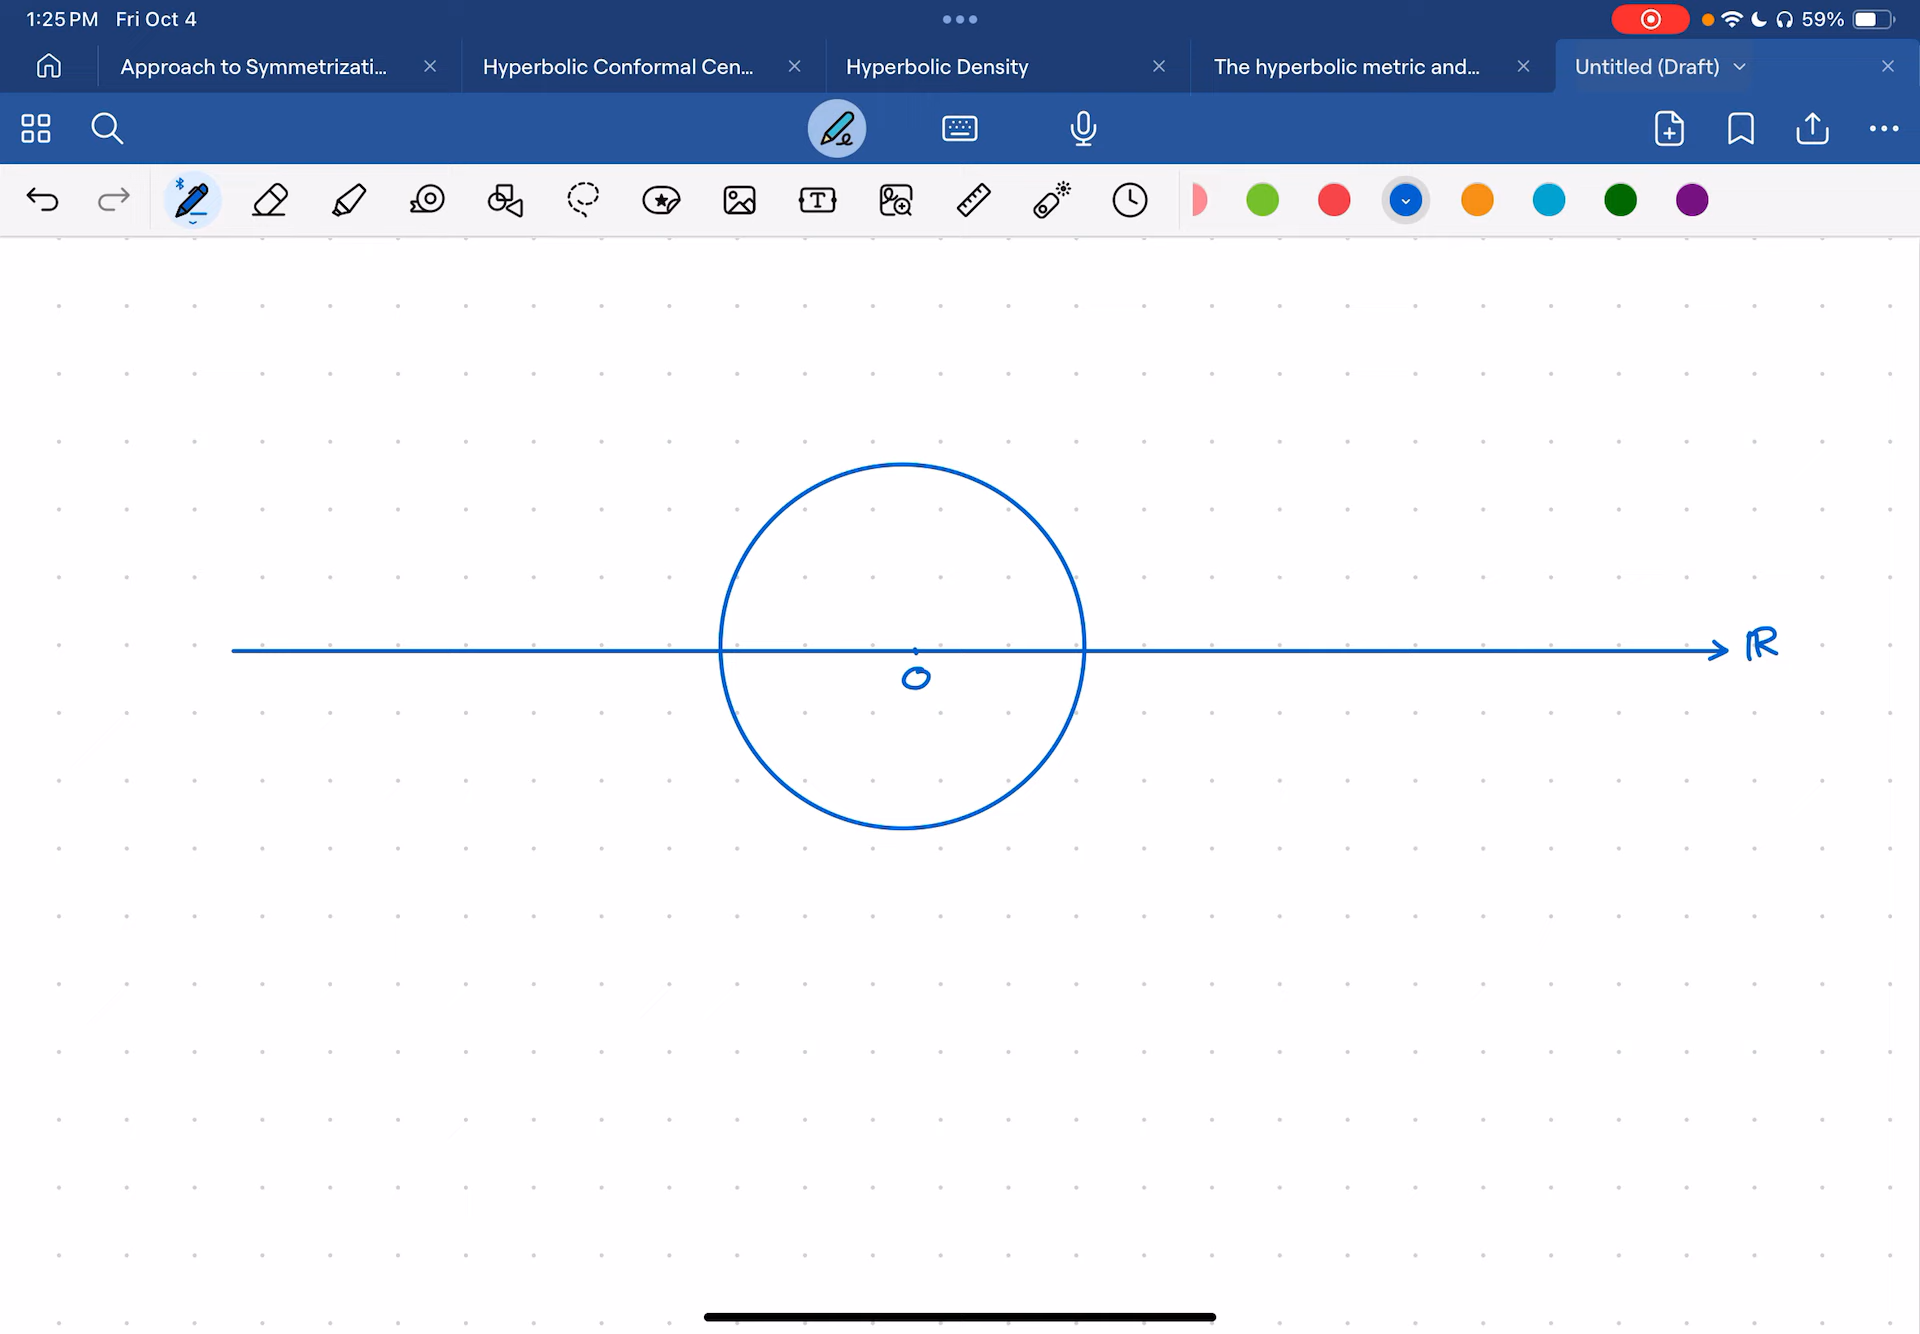 1:25 PM Fri Oct 4 59%
Approach to Symmetrizati... Hyperbolic Conformal Cen... Hyperbolic Density The hyperbolic metric and... Untitled (Draft)
T
ℝ
0